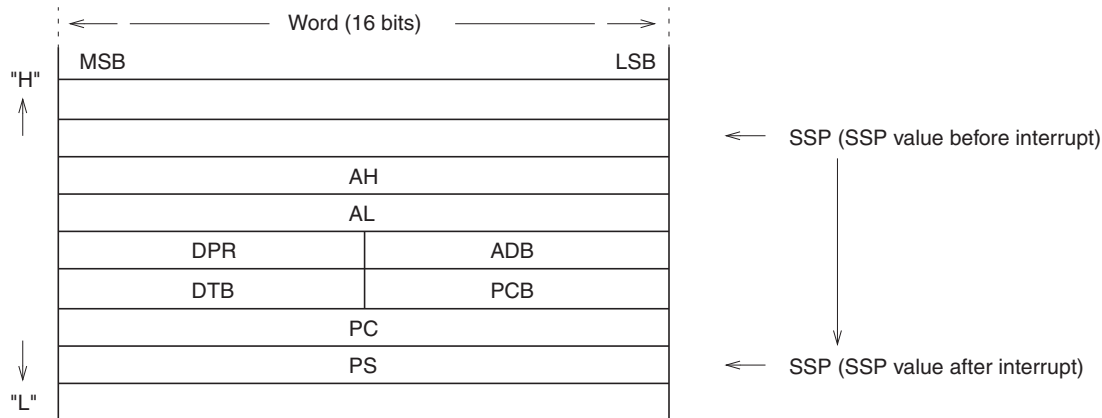 Word (16 bits)
MSB LSB
"H"
SSP (SSP value before interrupt)
AH
AL
DPR ADB
DTB PCB
PC
PS SSP (SSP value after interrupt)
"L"